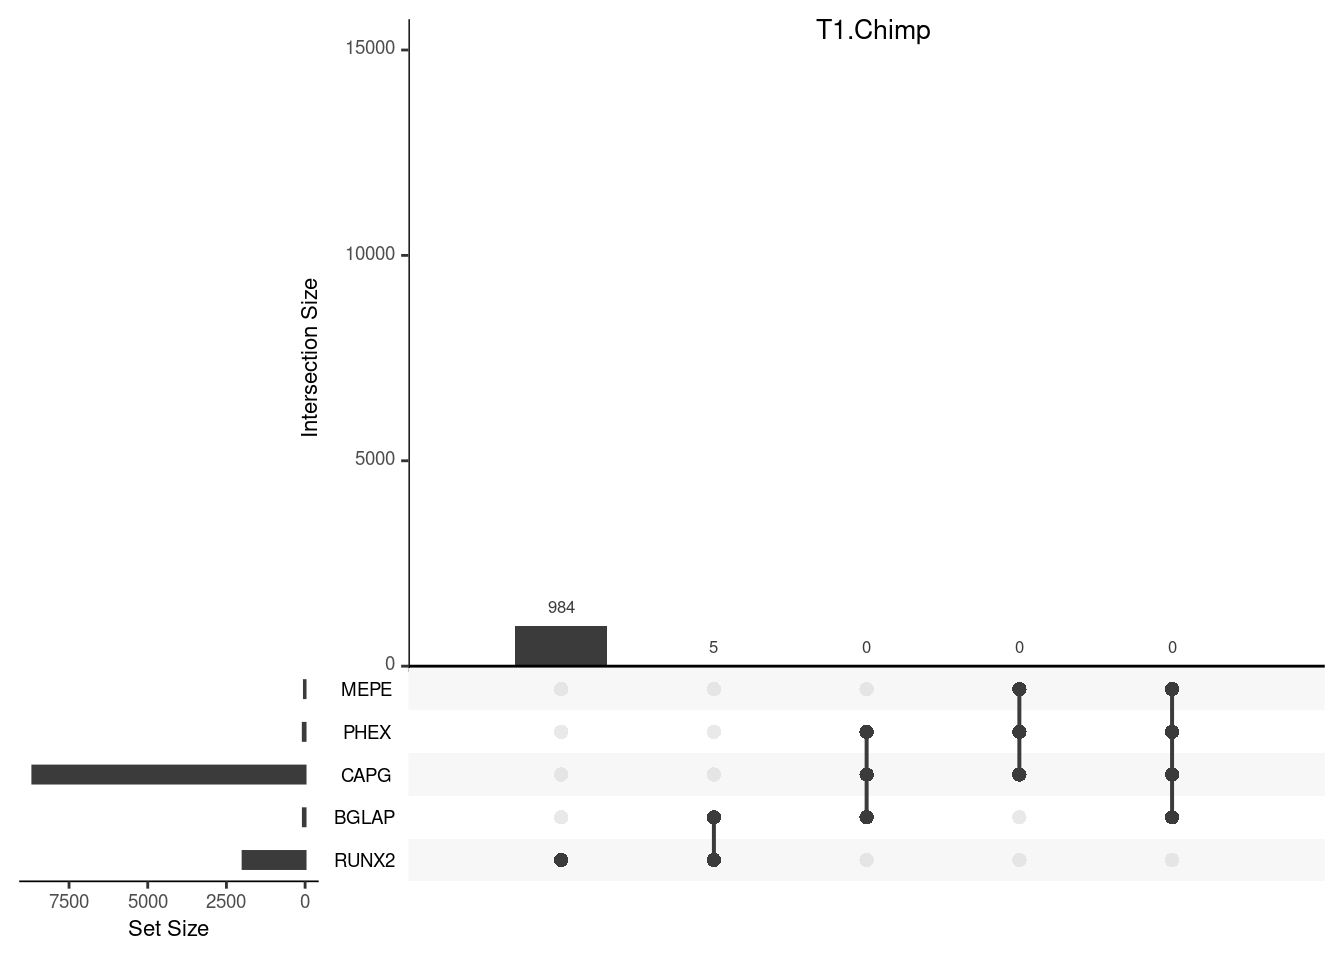 T1.Chimp
15000
10000
5000
0
Intersection Size
984
5
0
0
0
MEPE
PHEX
CAPG
BGLAP
RUNX2
7500 5000 2500 0
Set Size